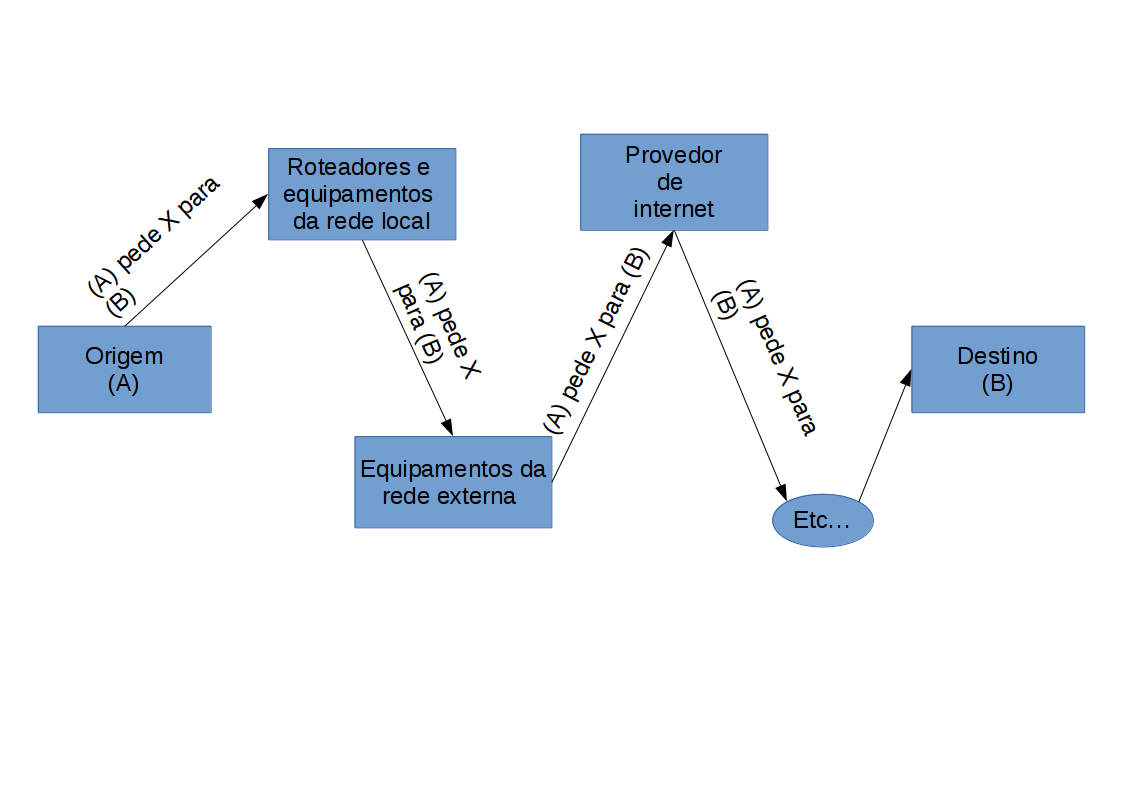 (A) pede X para
(B)
Origem
(A)
Roteadores e
equipamentos
da rede local
(A) pede X
para (B)
Equipamentos da
rede externa
(A) pede X para (B)
Provedor
de
internet
(A) pede X para
(B)
Etc...
Destino
(B)